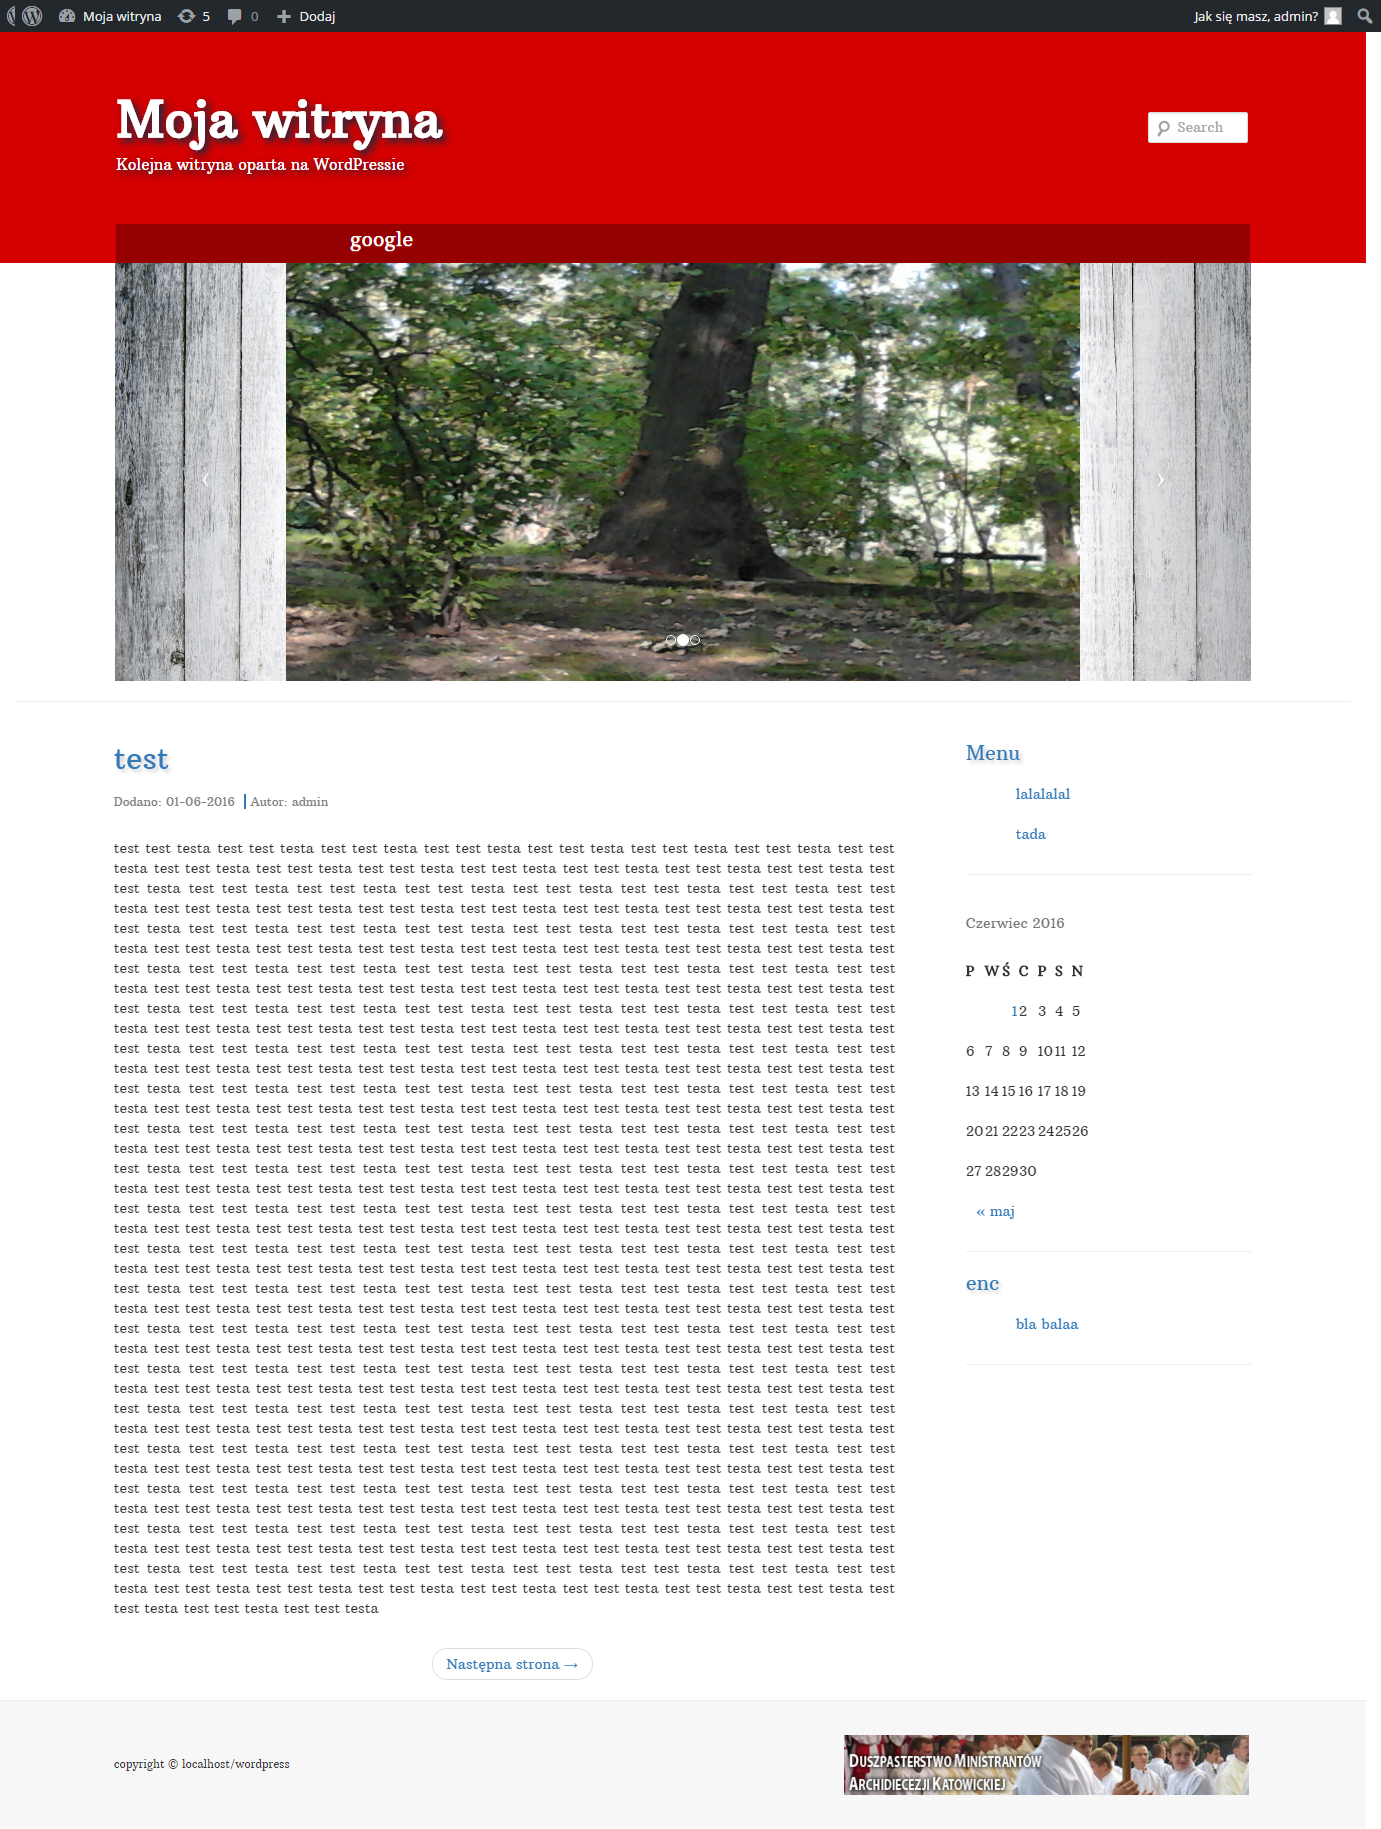 Moja witryna 5 0 Dodaj Jak się masz, admin?
Moja witryna
Search
Kolejna witryna oparta na WordPressie
google
test
Dodano: 01-06-2016 Autor: admin
test test testa test test testa test test testa test test testa test test testa test test testa test test testa test test
testa test test testa test test testa test test testa test test testa test test testa test test testa test test testa test
test testa test test testa test test testa test test testa test test testa test test testa test test testa test test
testa test test testa test test testa test test testa test test testa test test testa test test testa test test testa test
test testa test test testa test test testa test test testa test test testa test test testa test test testa test test
testa test test testa test test testa test test testa test test testa test test testa test test testa test test testa test
test testa test test testa test test testa test test testa test test testa test test testa test test testa test test
testa test test testa test test testa test test testa test test testa test test testa test test testa test test testa test
test testa test test testa test test testa test test testa test test testa test test testa test test testa test test
testa test test testa test test testa test test testa test test testa test test testa test test testa test test testa test
test testa test test testa test test testa test test testa test test testa test test testa test test testa test test
testa test test testa test test testa test test testa test test testa test test testa test test testa test test testa test
test testa test test testa test test testa test test testa test test testa test test testa test test testa test test
testa test test testa test test testa test test testa test test testa test test testa test test testa test test testa test
test testa test test testa test test testa test test testa test test testa test test testa test test testa test test
testa test test testa test test testa test test testa test test testa test test testa test test testa test test testa test
test testa test test testa test test testa test test testa test test testa test test testa test test testa test test
testa test test testa test test testa test test testa test test testa test test testa test test testa test test testa test
test testa test test testa test test testa test test testa test test testa test test testa test test testa test test
testa test test testa test test testa test test testa test test testa test test testa test test testa test test testa test
test testa test test testa test test testa test test testa test test testa test test testa test test testa test test
testa test test testa test test testa test test testa test test testa test test testa test test testa test test testa test
test testa test test testa test test testa test test testa test test testa test test testa test test testa test test
testa test test testa test test testa test test testa test test testa test test testa test test testa test test testa test
test testa test test testa test test testa test test testa test test testa test test testa test test testa test test
testa test test testa test test testa test test testa test test testa test test testa test test testa test test testa test
test testa test test testa test test testa test test testa test test testa test test testa test test testa test test
testa test test testa test test testa test test testa test test testa test test testa test test testa test test testa test
test testa test test testa test test testa test test testa test test testa test test testa test test testa test test
testa test test testa test test testa test test testa test test testa test test testa test test testa test test testa test
test testa test test testa test test testa test test testa test test testa test test testa test test testa test test
testa test test testa test test testa test test testa test test testa test test testa test test testa test test testa test
test testa test test testa test test testa test test testa test test testa test test testa test test testa test test
testa test test testa test test testa test test testa test test testa test test testa test test testa test test testa test
test testa test test testa test test testa test test testa test test testa test test testa test test testa test test
testa test test testa test test testa test test testa test test testa test test testa test test testa test test testa test
test testa test test testa test test testa test test testa test test testa test test testa test test testa test test
testa test test testa test test testa test test testa test test testa test test testa test test testa test test testa test
test testa test test testa test test testa
Następna strona →
Menu
lalalalal
tada
Czerwiec 2016
P W Ś C P S N
1 2 3 4 5
6 7 8 9 10 11 12
13 14 15 16 17 18 19
20 21 22 23 24 25 26
27 28 29 30
« maj
enc
bla balaa
copyright © localhost/wordpress
DUSZPASTERSTWO MINISTRANTÓW
ARCHIDIECEZJI KATOWICKIEJ